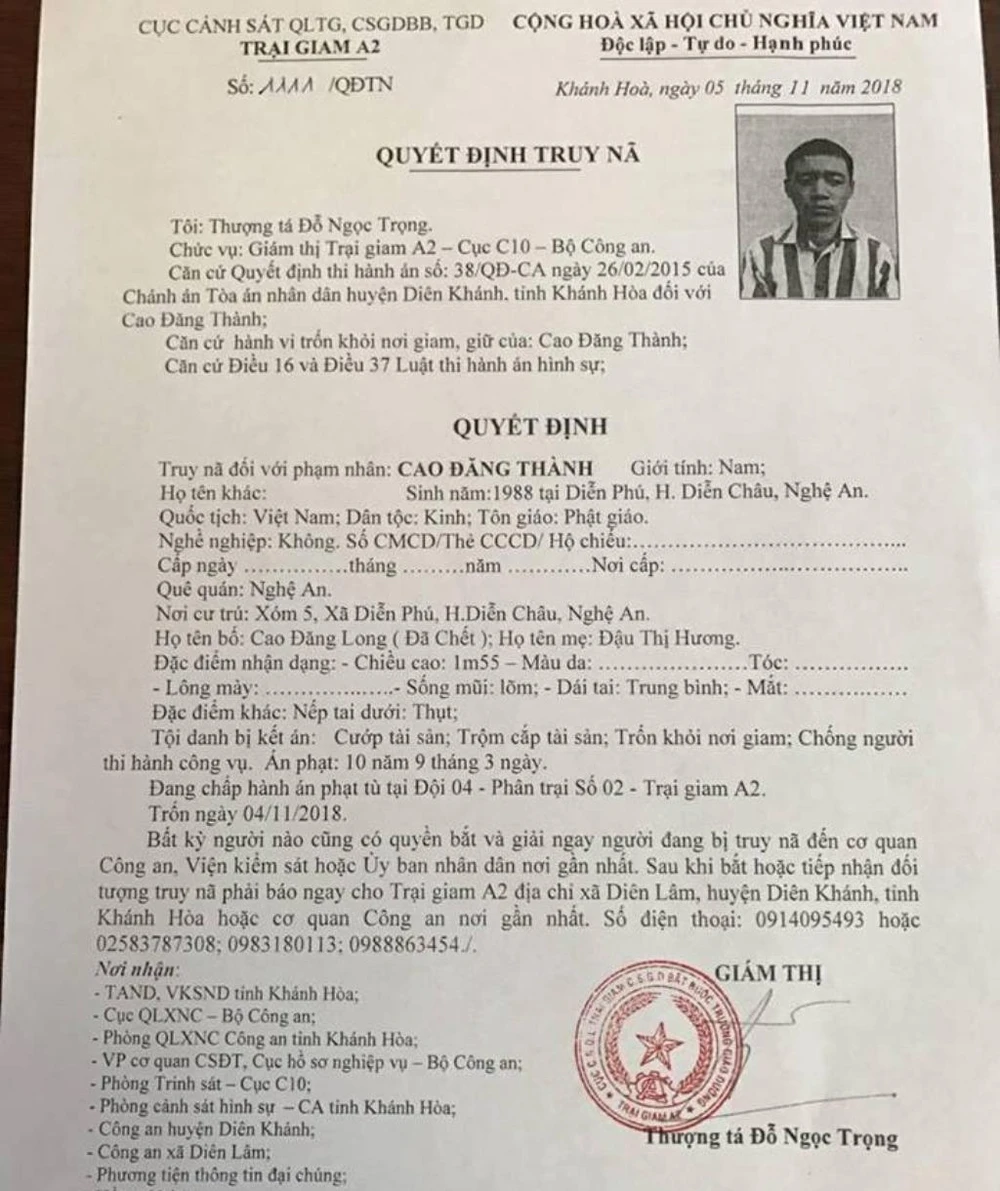 CỤC CẢNH SÁT QLTG, CSGDBB, TGD
TRẠI GIAM A2
Số: 1111 /QĐTN
CỘNG HOÀ XÃ HỘI CHỦ NGHĨA VIỆT NAM
Độc lập - Tự do - Hạnh phúc
Khánh Hoà, ngày 05 tháng 11 năm 2018
QUYẾT ĐỊNH TRUY NÃ
Tôi: Thượng tá Đỗ Ngọc Trọng.
Chức vụ: Giám thị Trại giam A2 – Cục C10 – Bộ Công an.
Căn cứ Quyết định thi hành án số: 38/QĐ-CA ngày 26/02/2015 của
Chánh án Tòa án nhân dân huyện Diên Khánh, tỉnh Khánh Hòa đối với
Cao Đăng Thành;
Căn cứ hành vi trốn khỏi nơi giam, giữ của: Cao Đăng Thành;
Căn cứ Điều 16 và Điều 37 Luật thi hành án hình sự;
QUYẾT ĐỊNH
Truy nã đối với phạm nhân: CAO ĐĂNG THÀNH Giới tính: Nam;
Họ tên khác: Sinh năm:1988 tại Diễn Phú, H. Diễn Châu, Nghệ An.
Quốc tịch: Việt Nam; Dân tộc: Kinh; Tôn giáo: Phật giáo.
Nghề nghiệp: Không. Số CMCD/Thẻ CCCD/ Hộ chiếu:..........................................
Cấp ngày ...............tháng .........năm ............Nơi cấp: ....................................
Quê quán: Nghệ An.
Nơi cư trú: Xóm 5, Xã Diễn Phú, H.Diễn Châu, Nghệ An.
Họ tên bố: Cao Đăng Long ( Đã Chết ); Họ tên mẹ: Đậu Thị Hương.
Đặc điểm nhận dạng: - Chiều cao: 1m55 – Màu da: ......................Tóc: .................
- Lông mày: ...................- Sống mũi: lõm; - Dái tai: Trung bình; - Mắt: .................
Đặc điểm khác: Nếp tai dưới: Thụt;
Tội danh bị kết án: Cướp tài sản; Trộm cắp tài sản; Trốn khỏi nơi giam; Chống người
thi hành công vụ. Án phạt: 10 năm 9 tháng 3 ngày.
Đang chấp hành án phạt tù tại Đội 04 - Phân trại Số 02 - Trại giam A2.
Trốn ngày 04/11/2018.
Bất kỳ người nào cũng có quyền bắt và giải ngay người đang bị truy nã đến cơ quan
Công an, Viện kiểm sát hoặc Ủy ban nhân dân nơi gần nhất. Sau khi bắt hoặc tiếp nhận đối
tượng truy nã phải báo ngay cho Trại giam A2 địa chỉ xã Diên Lâm, huyện Diên Khánh, tỉnh
Khánh Hòa hoặc cơ quan Công an nơi gần nhất. Số điện thoại: 0914095493 hoặc
02583787308; 0983180113; 0988863454./.
Nơi nhận:
- TAND, VKSND tỉnh Khánh Hòa;
- Cục QLXNC – Bộ Công an;
- Phòng QLXNC Công an tỉnh Khánh Hòa;
- VP cơ quan CSĐT, Cục hồ sơ nghiệp vụ – Bộ Công an;
- Phòng Trinh sát – Cục C10;
- Phòng cảnh sát hình sự – CA tỉnh Khánh Hòa;
- Công an huyện Diên Khánh;
- Công an xã Diên Lâm;
- Phương tiện thông tin đại chúng;
GIÁM THỊ
CỤC C.S.Q.L TRẠI GIAM C.S.G.D BẮT BUỘC TRƯỜNG GIÁO DƯỠNG
TRẠI GIAM A2
Thượng tá Đỗ Ngọc Trọng